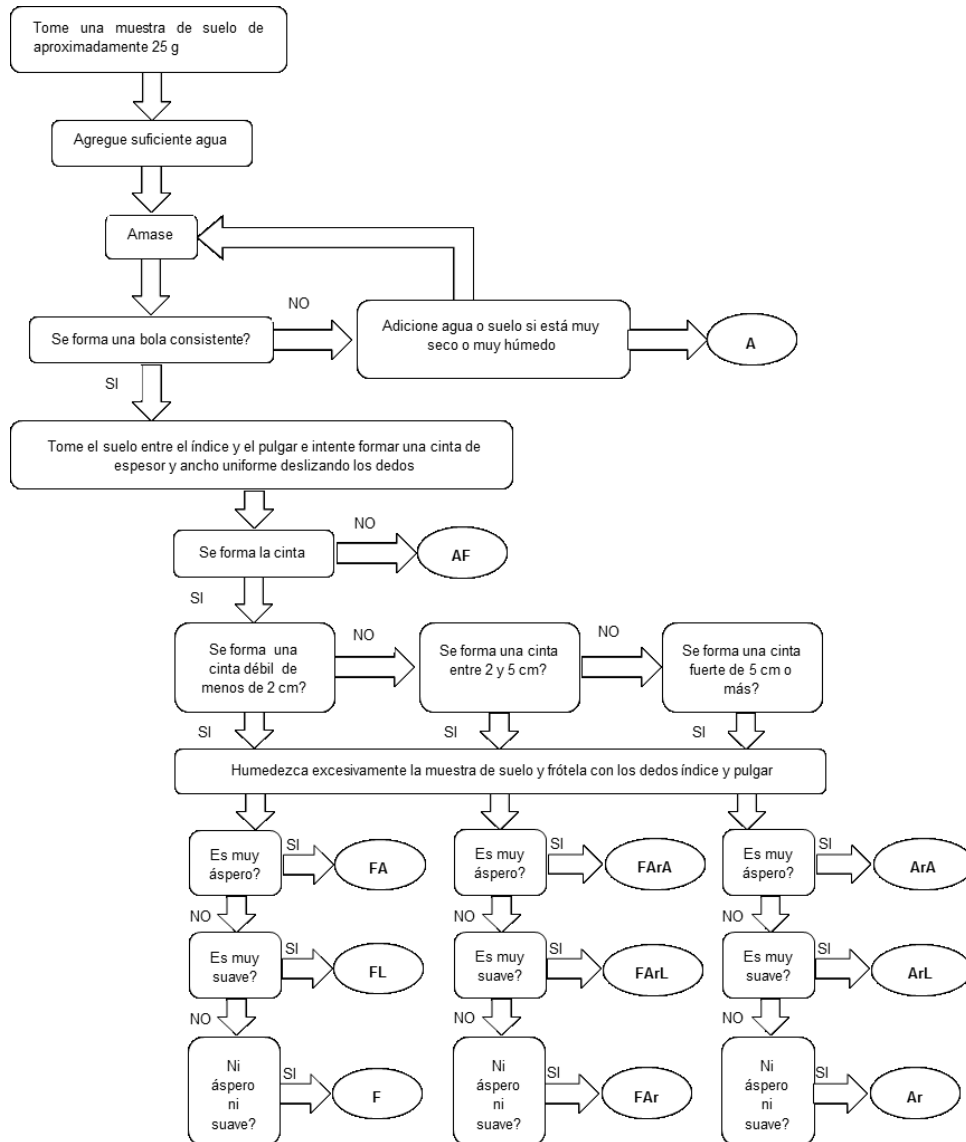 Tome una muestra de suelo de
aproximadamente 25 g
Agregue suficiente agua
Amase
NO
Se forma una bola consistente?
Adicione agua o suelo si está muy
seco o muy húmedo
A
SI
Tome el suelo entre el índice y el pulgar e intente formar una cinta de
espesor y ancho uniforme deslizando los dedos
NO
Se forma la cinta
AF
SI
Se forma una
cinta débil de
menos de 2 cm?
NO
Se forma una cinta
entre 2 y 5 cm?
NO
Se forma una cinta
fuerte de 5 cm o
más?
SI
SI
SI
Humedezca excesivamente la muestra de suelo y frótela con los dedos índice y pulgar
Es muy
áspero?
SI
FA
Es muy
áspero?
SI
FArA
Es muy
áspero?
SI
ArA
NO
NO
NO
Es muy
suave?
SI
FL
Es muy
suave?
SI
FArL
Es muy
suave?
SI
ArL
NO
NO
NO
Ni
áspero
ni
suave?
SI
F
Ni
áspero
ni
suave?
SI
FAr
Ni
áspero
ni
suave?
SI
Ar